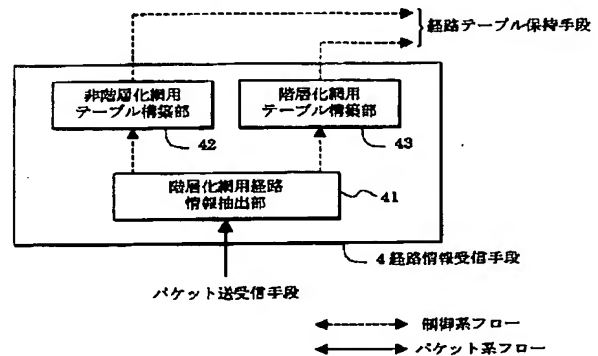 経路テーブル保持手段
非階層化網用
テーブル構築部
階層化網用
テーブル構築部
42
43
階層化網用経路
情報抽出部
41
4 経路情報受信手段
パケット送受信手段
制御系フロー
パケット系フロー